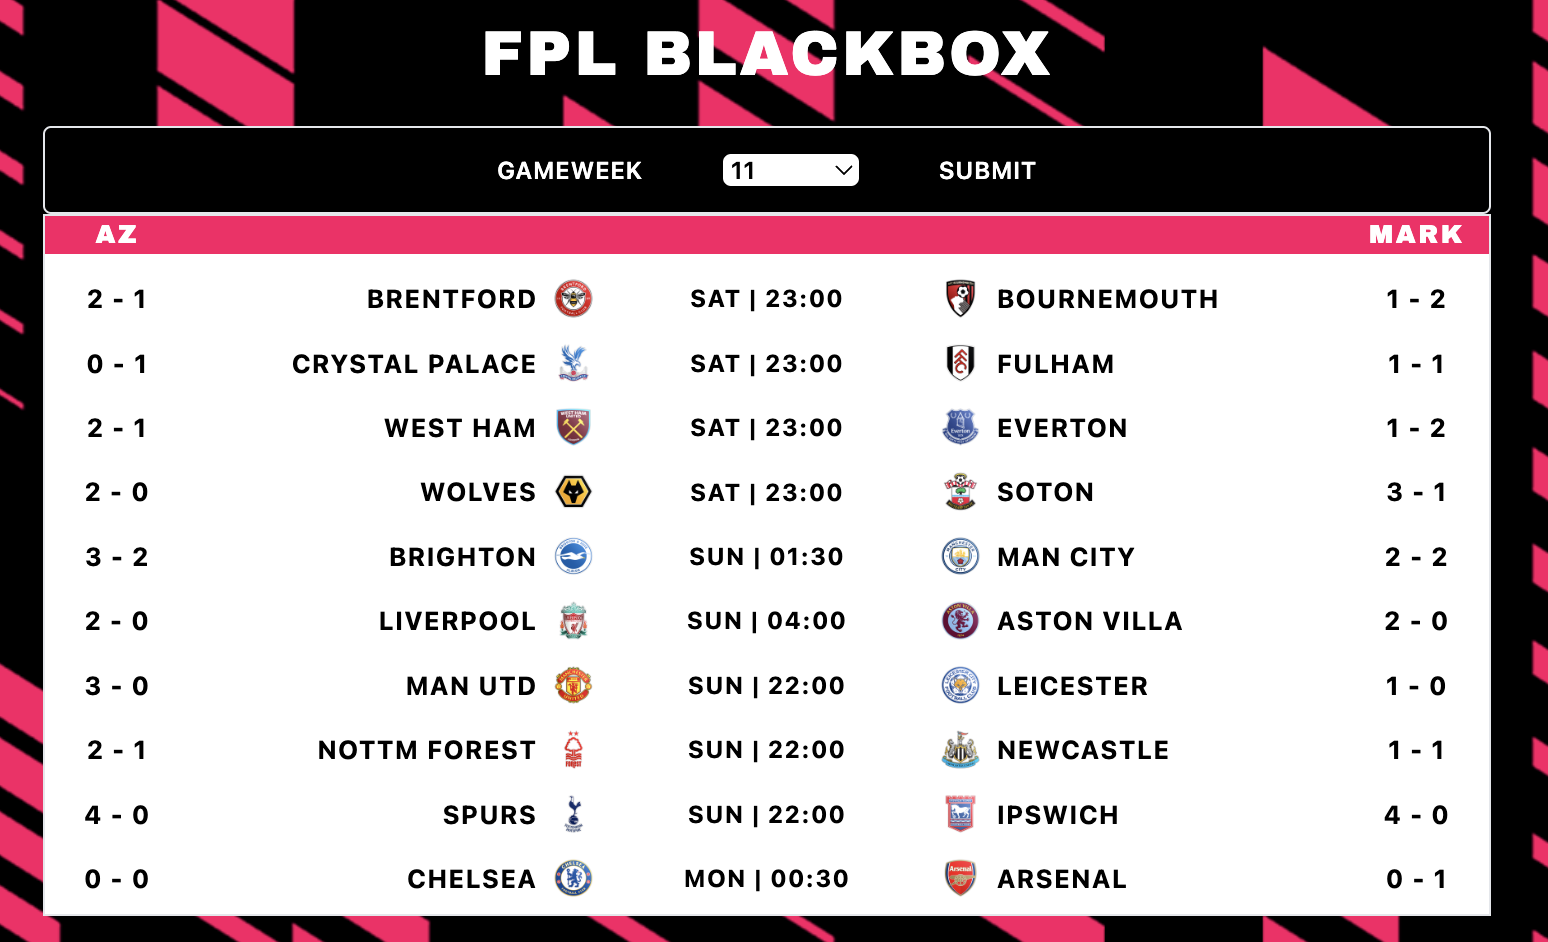 FPL BLACKBOX
GAMEWEEK 11 SUBMIT
AZ MARK
2 - 1 BRENTFORD SAT | 23:00 BOURNEMOUTH 1 - 2
0 - 1 CRYSTAL PALACE SAT | 23:00 FULHAM 1 - 1
2 - 1 WEST HAM SAT | 23:00 EVERTON 1 - 2
2 - 0 WOLVES SAT | 23:00 SOTON 3 - 1
3 - 2 BRIGHTON SUN | 01:30 MAN CITY 2 - 2
2 - 0 LIVERPOOL SUN | 04:00 ASTON VILLA 2 - 0
3 - 0 MAN UTD SUN | 22:00 LEICESTER 1 - 0
2 - 1 NOTTM FOREST SUN | 22:00 NEWCASTLE 1 - 1
4 - 0 SPURS SUN | 22:00 IPSWICH 4 - 0
0 - 0 CHELSEA MON | 00:30 ARSENAL 0 - 1